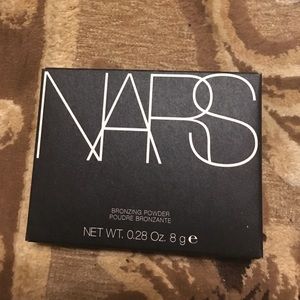 NARS
BRONZING POWDER
POUDRE BRONZANTE
NET WT. 0.28 Oz. 8 g ℮